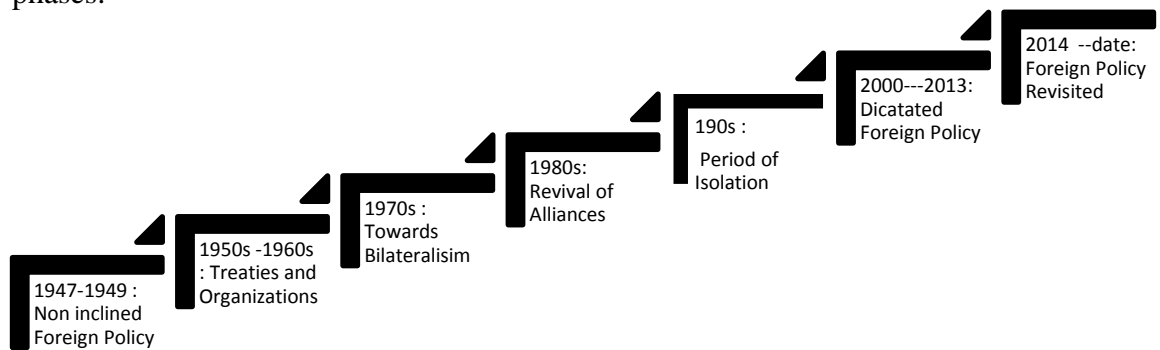 phases:
1947-1949 :
Non inclined
Foreign Policy
1950s -1960s
: Treaties and
Organizations
1970s :
Towards
Bilateralisim
1980s:
Revival of
Alliances
190s :
Period of
Isolation
2000---2013:
Dicatated
Foreign Policy
2014 --date:
Foreign Policy
Revisited